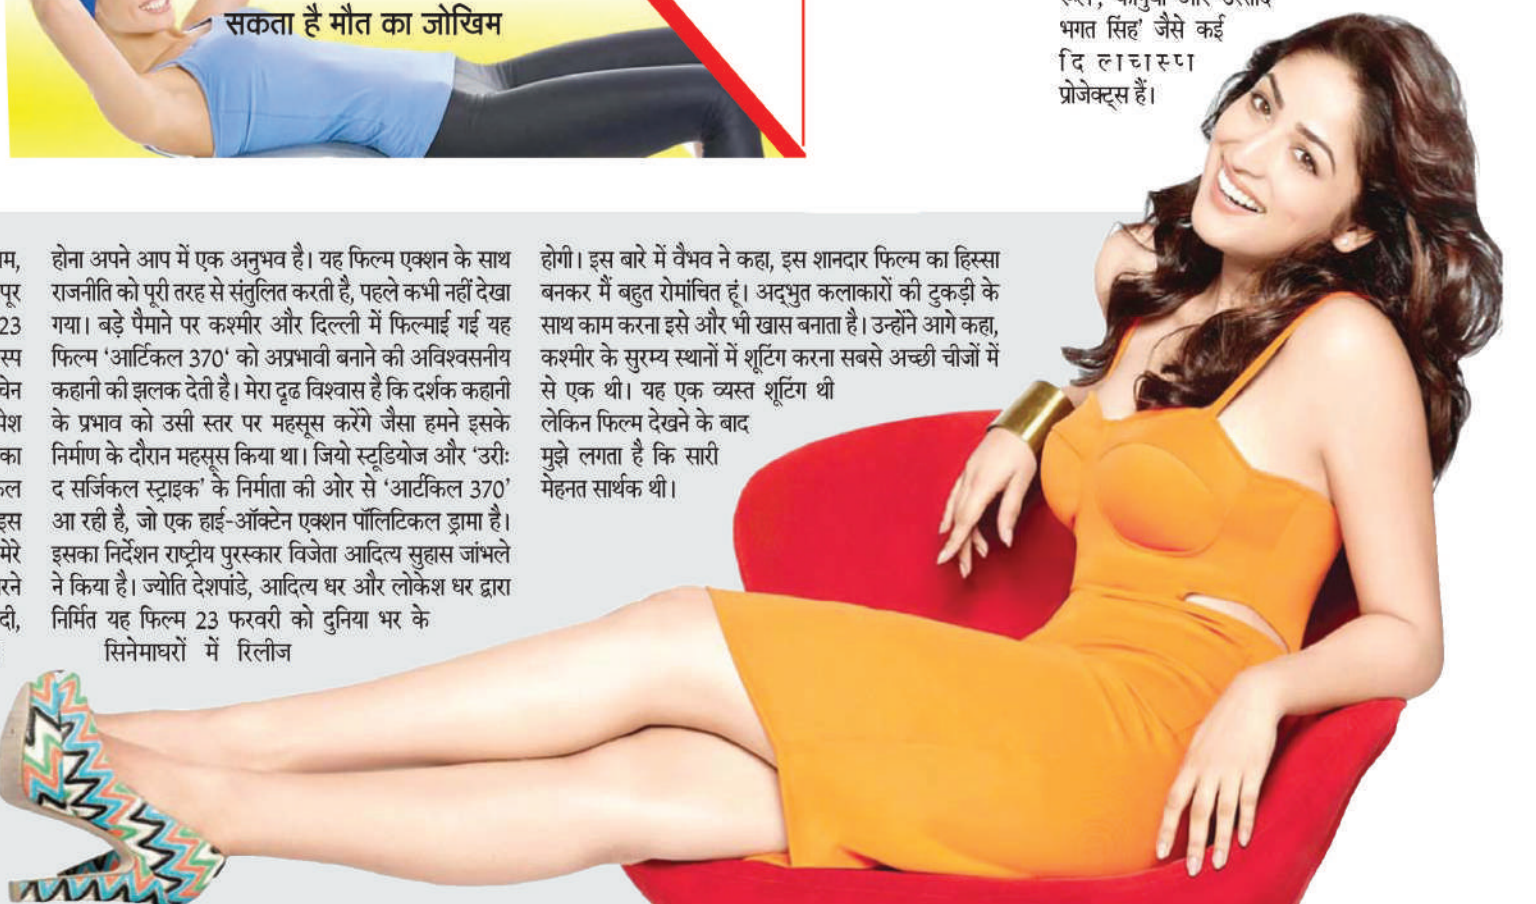 सकता है मौत का जोखिम
भगत सिंह' जैसे कई
दिलचस्प
प्रोजेक्ट्स हैं।
23
होना अपने आप में एक अनुभव है। यह फिल्म एक्शन के साथ
राजनीति को पूरी तरह से संतुलित करती है, पहले कभी नहीं देखा
गया। बड़े पैमाने पर कश्मीर और दिल्ली में फिल्माई गई यह
फिल्म 'आर्टिकल 370' को अप्रभावी बनाने की अविश्वसनीय
कहानी की झलक देती है। मेरा दृढ विश्वास है कि दर्शक कहानी
के प्रभाव को उसी स्तर पर महसूस करेंगे जैसा हमने इसके
निर्माण के दौरान महसूस किया था। जियो स्टूडियोज और 'उरीः
द सर्जिकल स्ट्राइक' के निर्माता की ओर से 'आर्टीकल 370'
आ रही है, जो एक हाई-ऑक्टेन एक्शन पॉलिटिकल ड्रामा है।
इसका निर्देशन राष्ट्रीय पुरस्कार विजेता आदित्य सुहास जांभले
ने किया है। ज्योति देशपांडे, आदित्य धर और लोकेश धर द्वारा
निर्मित यह फिल्म 23 फरवरी को दुनिया भर के
सिनेमाघरों में रिलीज
होगी। इस बारे में वैभव ने कहा, इस शानदार फिल्म का हिस्सा
बनकर मैं बहुत रोमांचित हूं। अद्भुत कलाकारों की टुकड़ी के
साथ काम करना इसे और भी खास बनाता है। उन्होंने आगे कहा,
कश्मीर के सुरम्य स्थानों में शूटिंग करना सबसे अच्छी चीजों में
से एक थी। यह एक व्यस्त शूटिंग थी
लेकिन फिल्म देखने के बाद
मुझे लगता है कि सारी
मेहनत सार्थक थी।